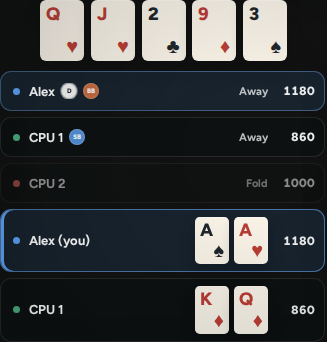 Q J 2 9 3
Alex D BB Away 1180
CPU 1 SB Away 860
CPU 2 Fold 1000
Alex (you) A A 1180
CPU 1 K Q 860